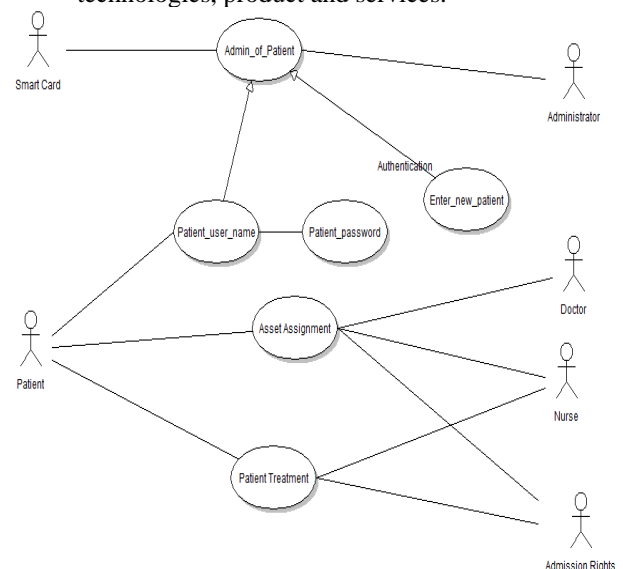 technologies, product and services.
Admin_of_Patient
Smart Card
Administrator
Authentication
Enter_new_patient
Patient_user_name
Patient_password
Doctor
Asset Assignment
Patient
Nurse
Patient Treatment
Admission Rights